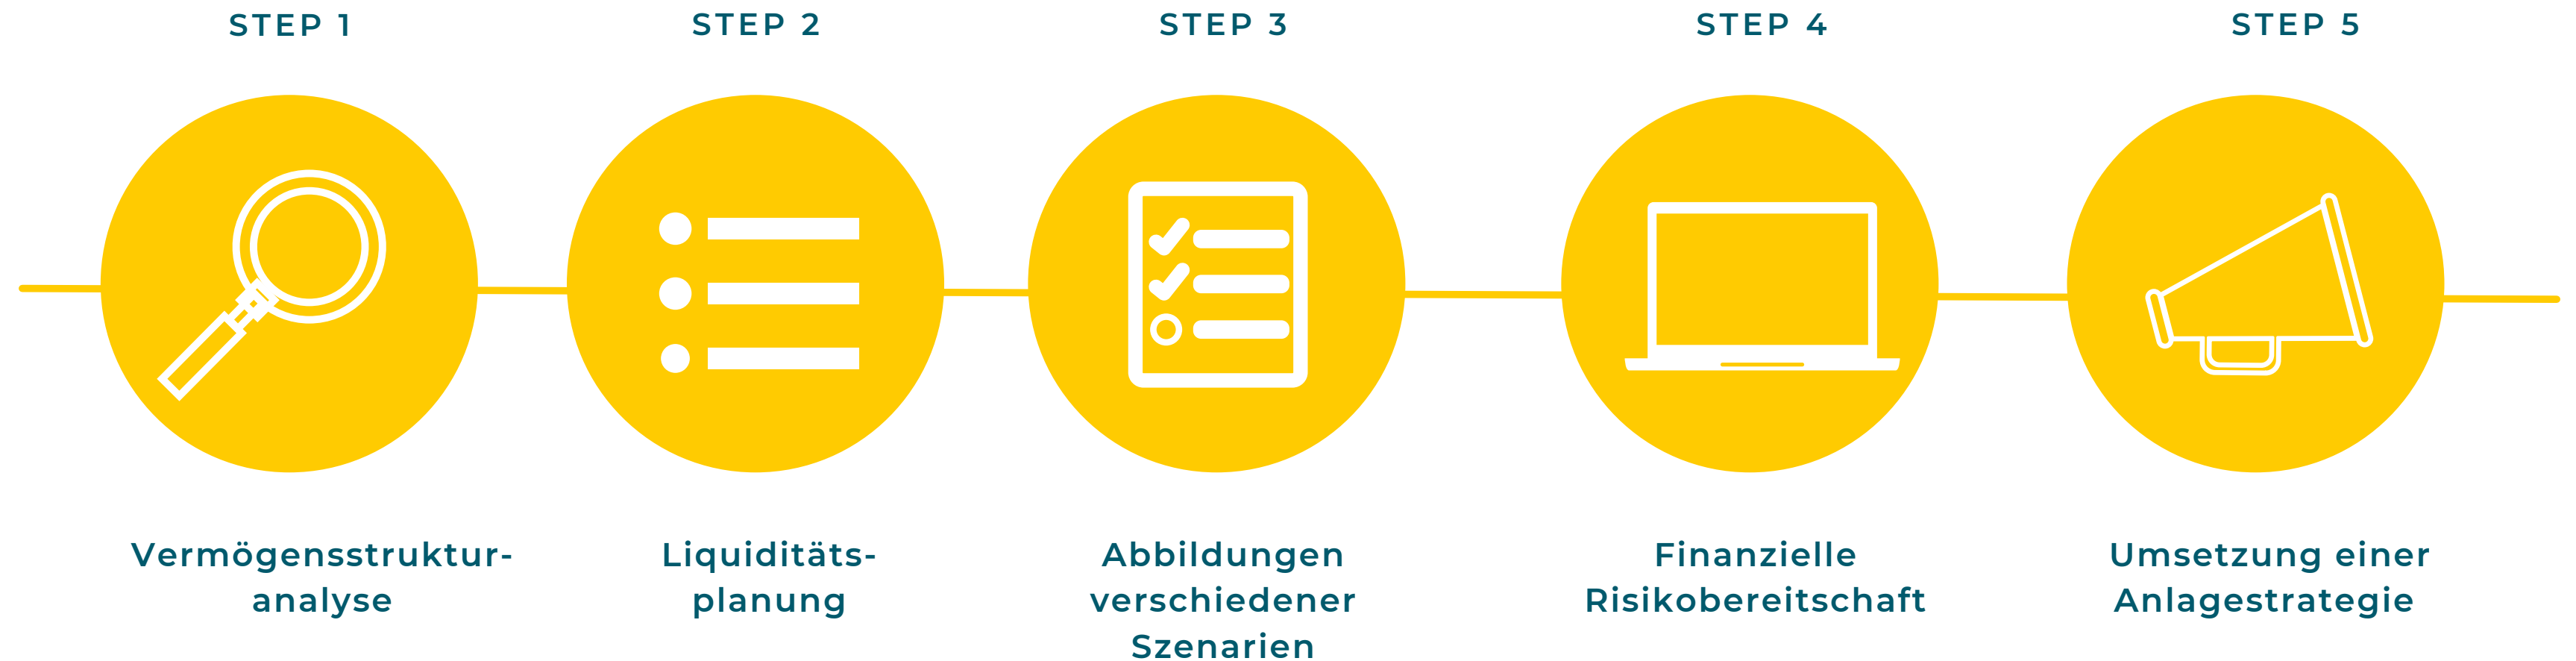 STEP 1
STEP 2
STEP 3
STEP 4
STEP 5
Vermögensstruktur-
analyse
Liquiditäts-
planung
Abbildungen
verschiedener
Szenarien
Finanzielle
Risikobereitschaft
Umsetzung einer
Anlagestrategie